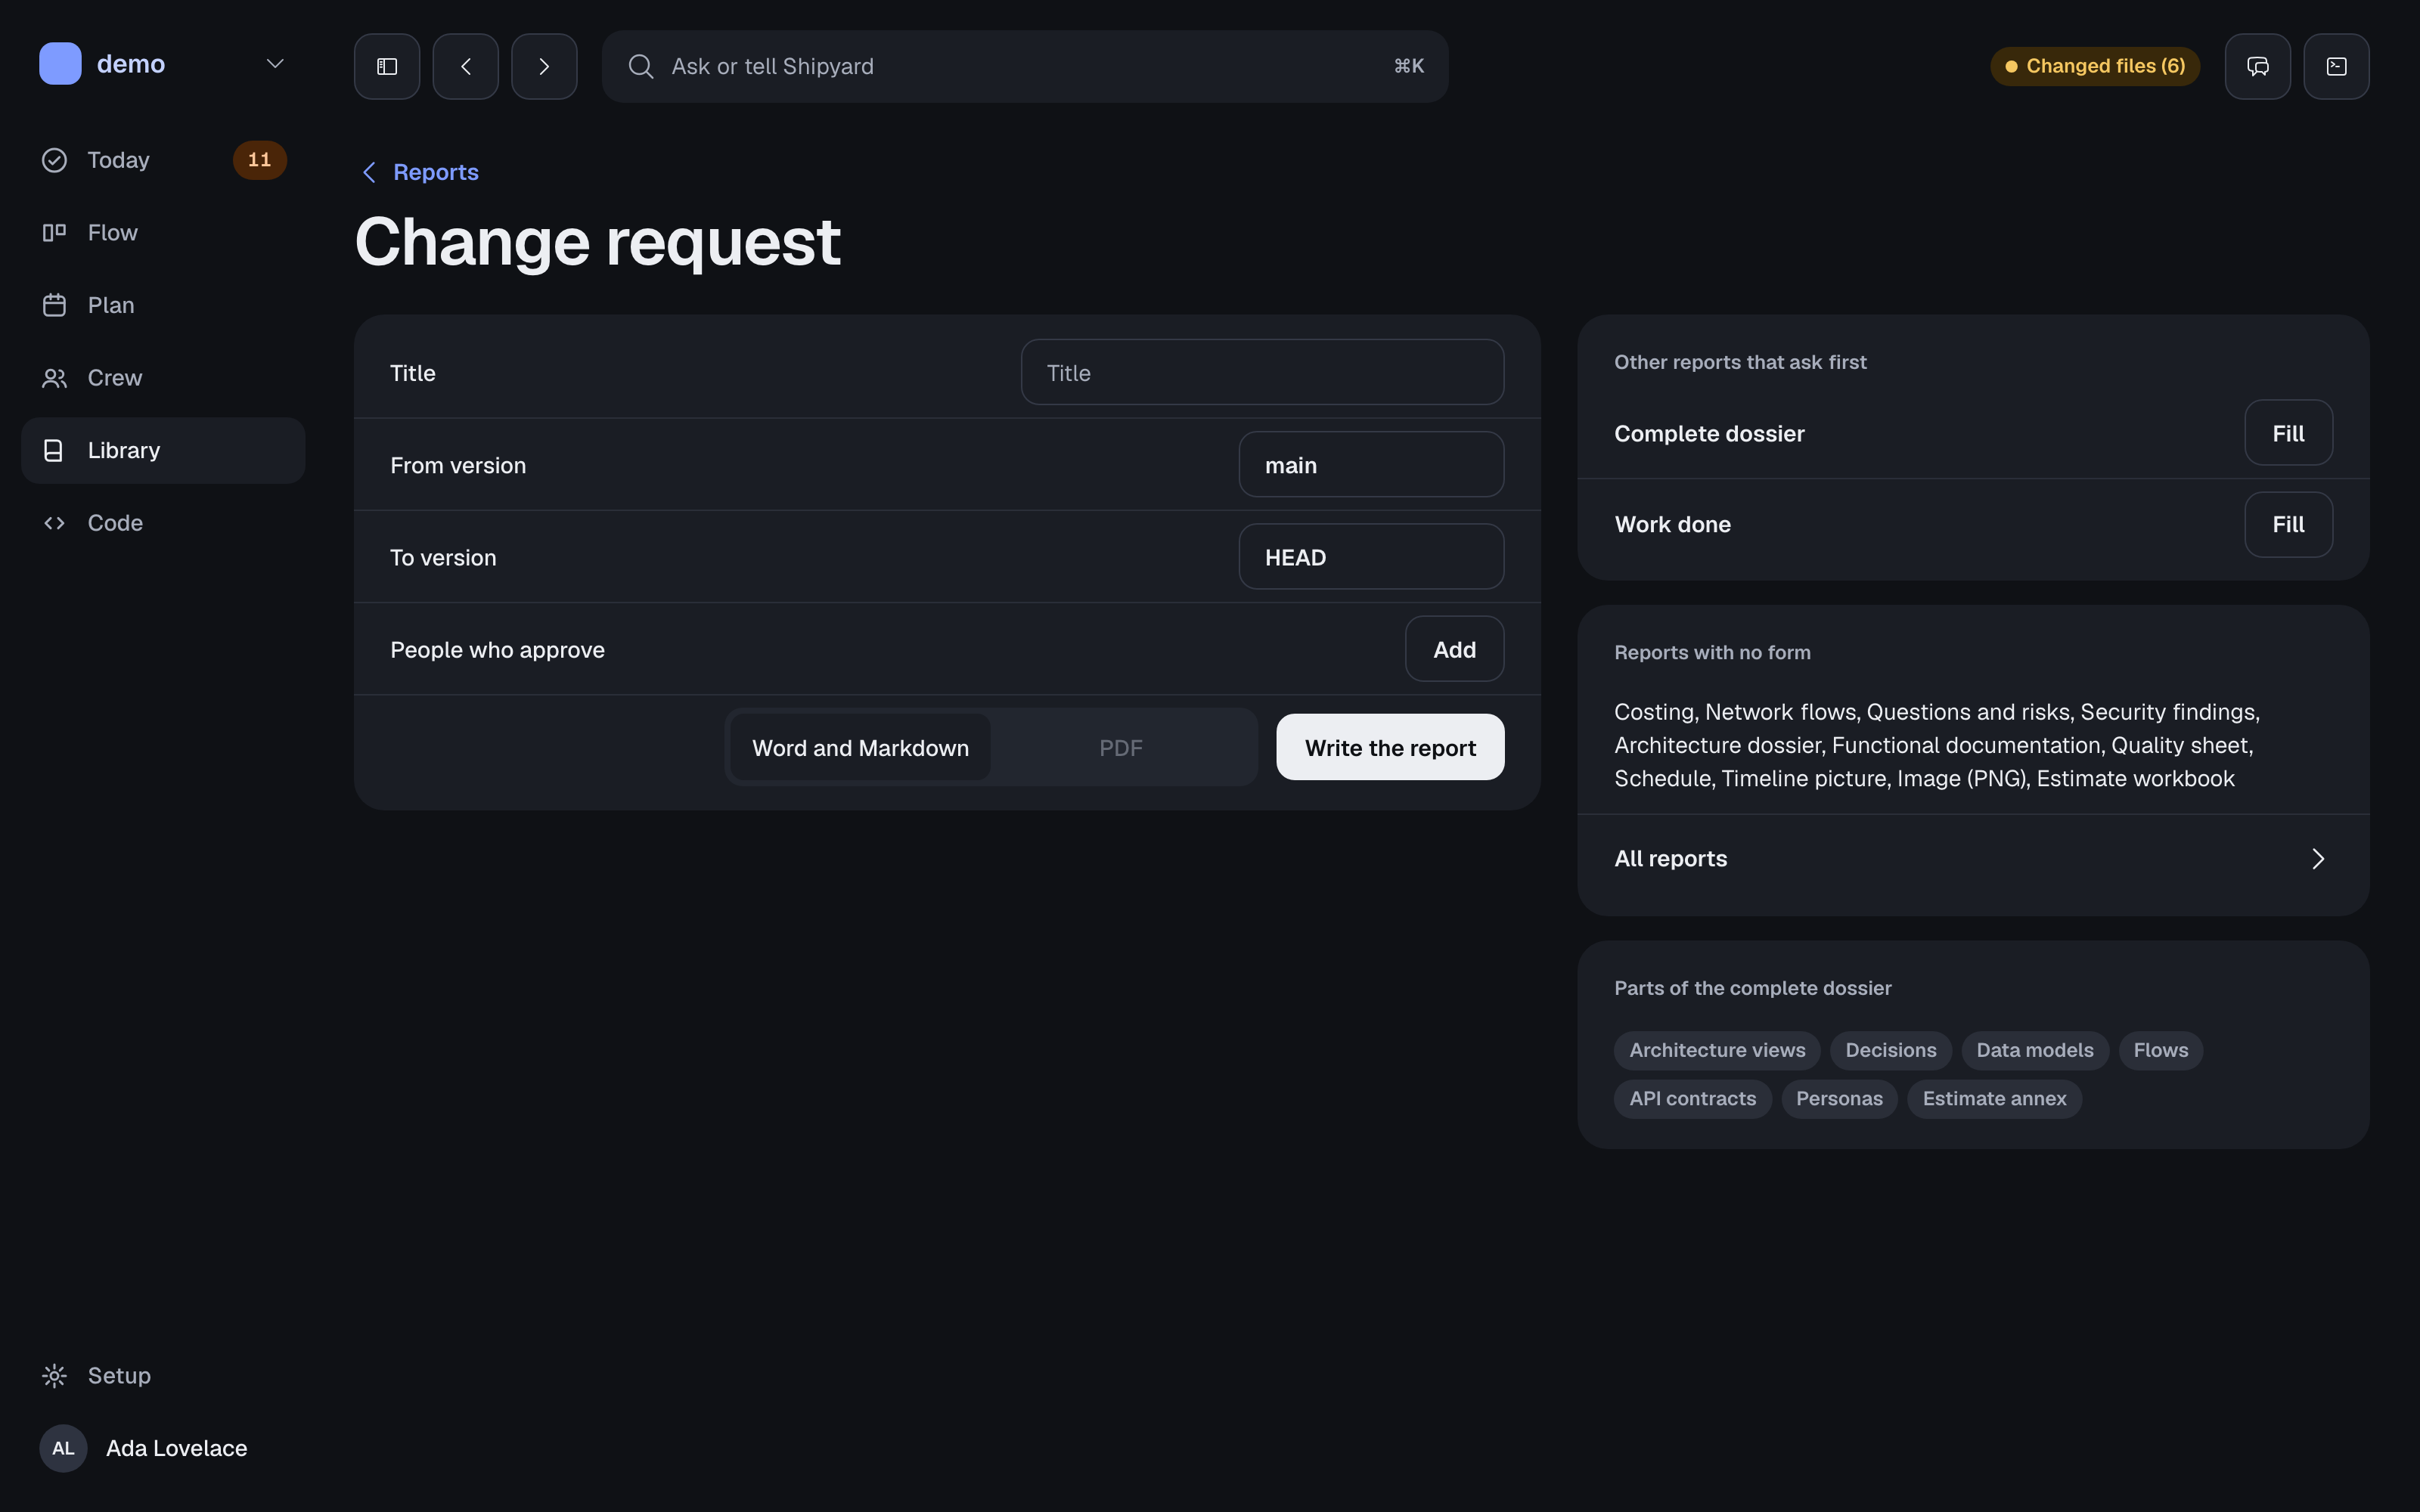 demo
Ask or tell Shipyard
⌘K
Changed files (6)
Today
11
Flow
Plan
Crew
Library
Code
Setup
AL
Ada Lovelace
Reports
Change request
Title
Title
From version
main
To version
HEAD
People who approve
Add
Word and Markdown
PDF
Write the report
Other reports that ask first
Complete dossier
Fill
Work done
Fill
Reports with no form
Costing, Network flows, Questions and risks, Security findings,
Architecture dossier, Functional documentation, Quality sheet,
Schedule, Timeline picture, Image (PNG), Estimate workbook
All reports
Parts of the complete dossier
Architecture views
Decisions
Data models
Flows
API contracts
Personas
Estimate annex